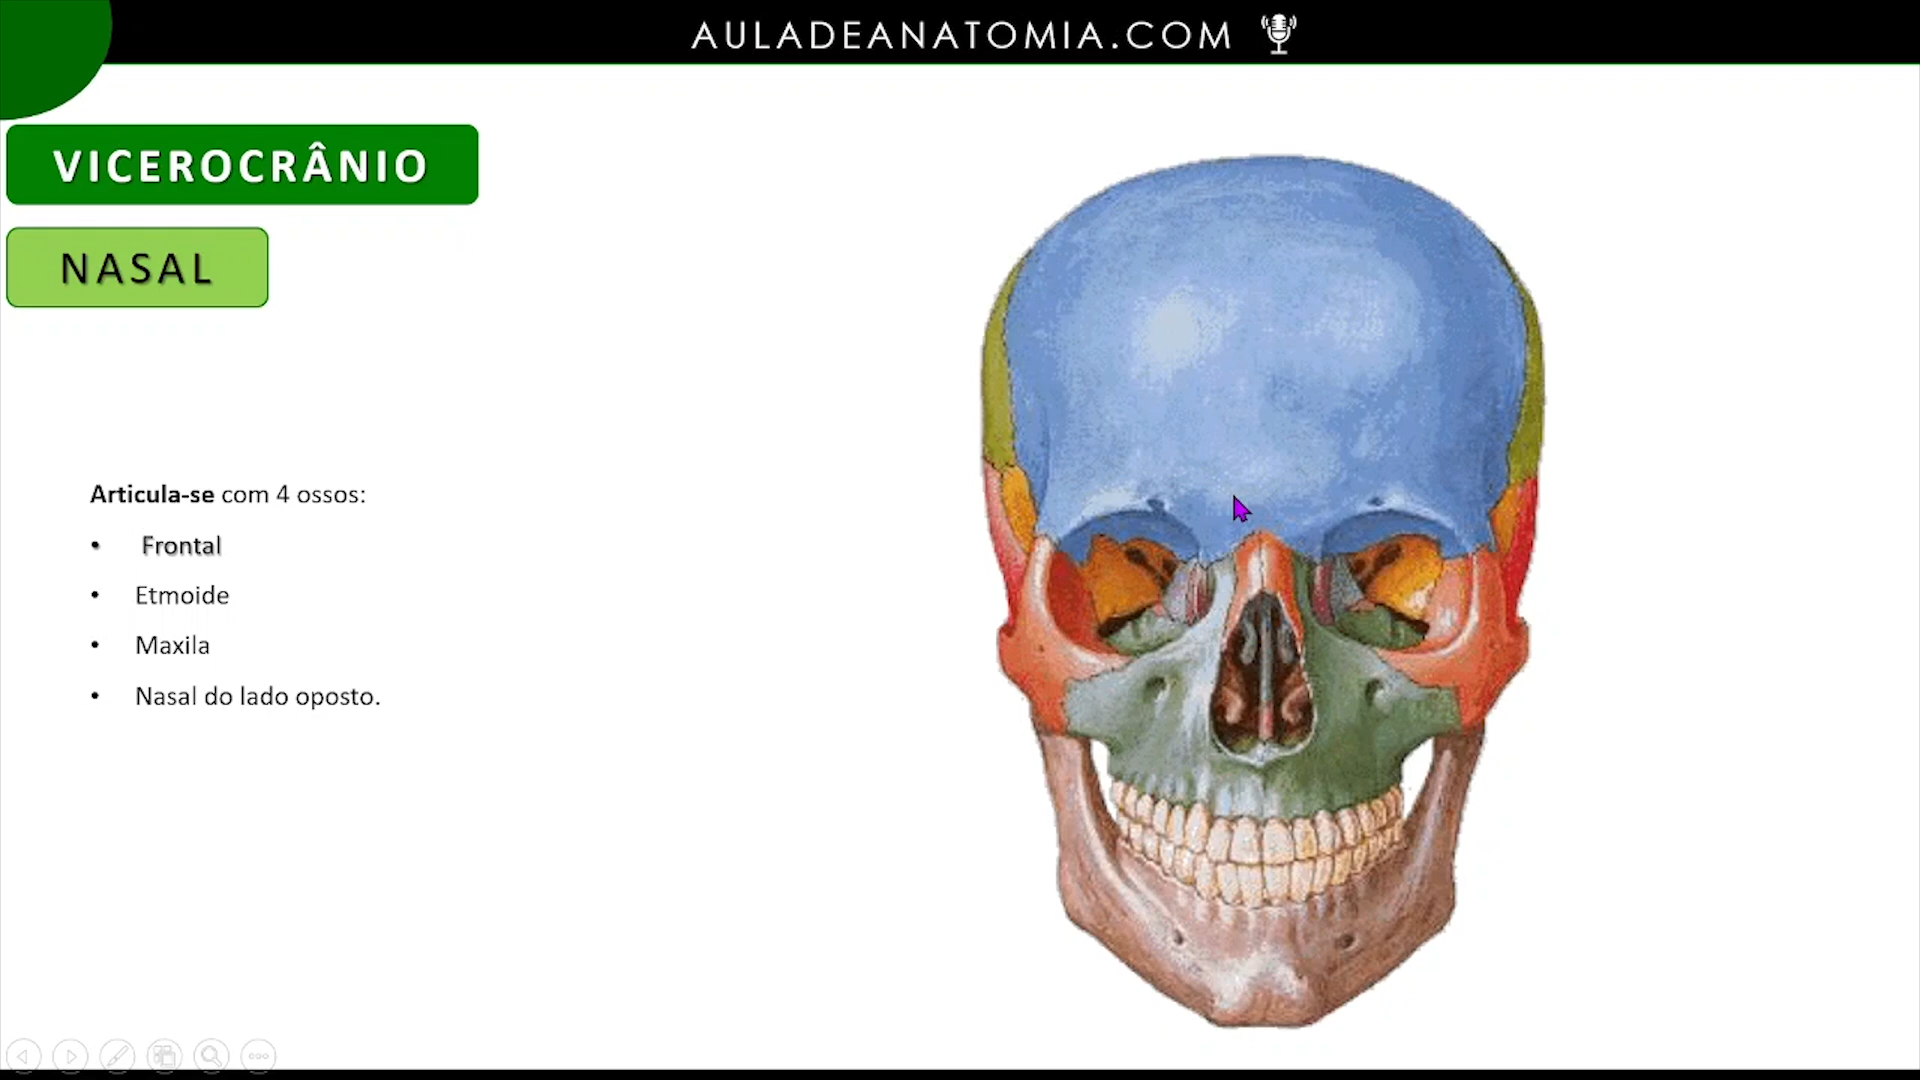 AULADEANATOMIA.COM
VICEROCRÂNIO
NASAL
Articula-se com 4 ossos:
• Frontal
• Etmoide
• Maxila
• Nasal do lado oposto.